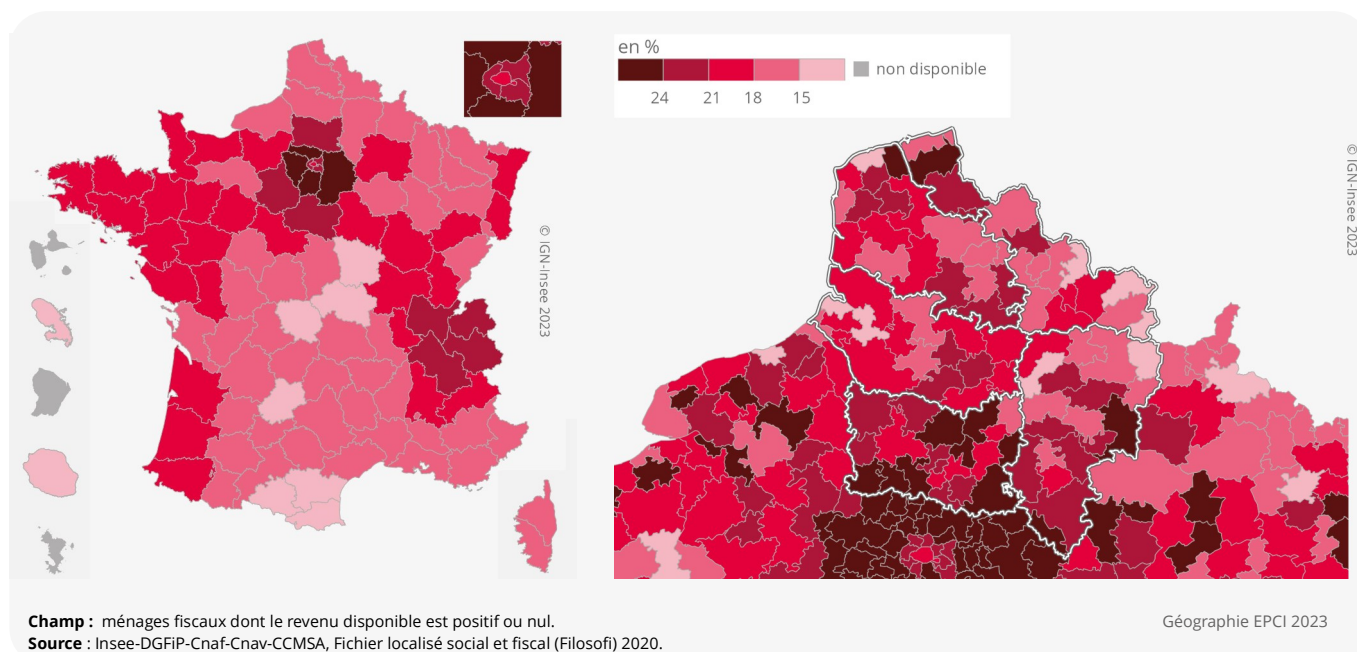 en %
non disponible
24 21 18 15
© IGN-Insee 2023
© IGN-Insee 2023
Champ : ménages fiscaux dont le revenu disponible est positif ou nul.
Géographie EPCI 2023
Source : Insee-DGFiP-Cnaf-Cnav-CCMSA, Fichier localisé social et fiscal (Filosofi) 2020.